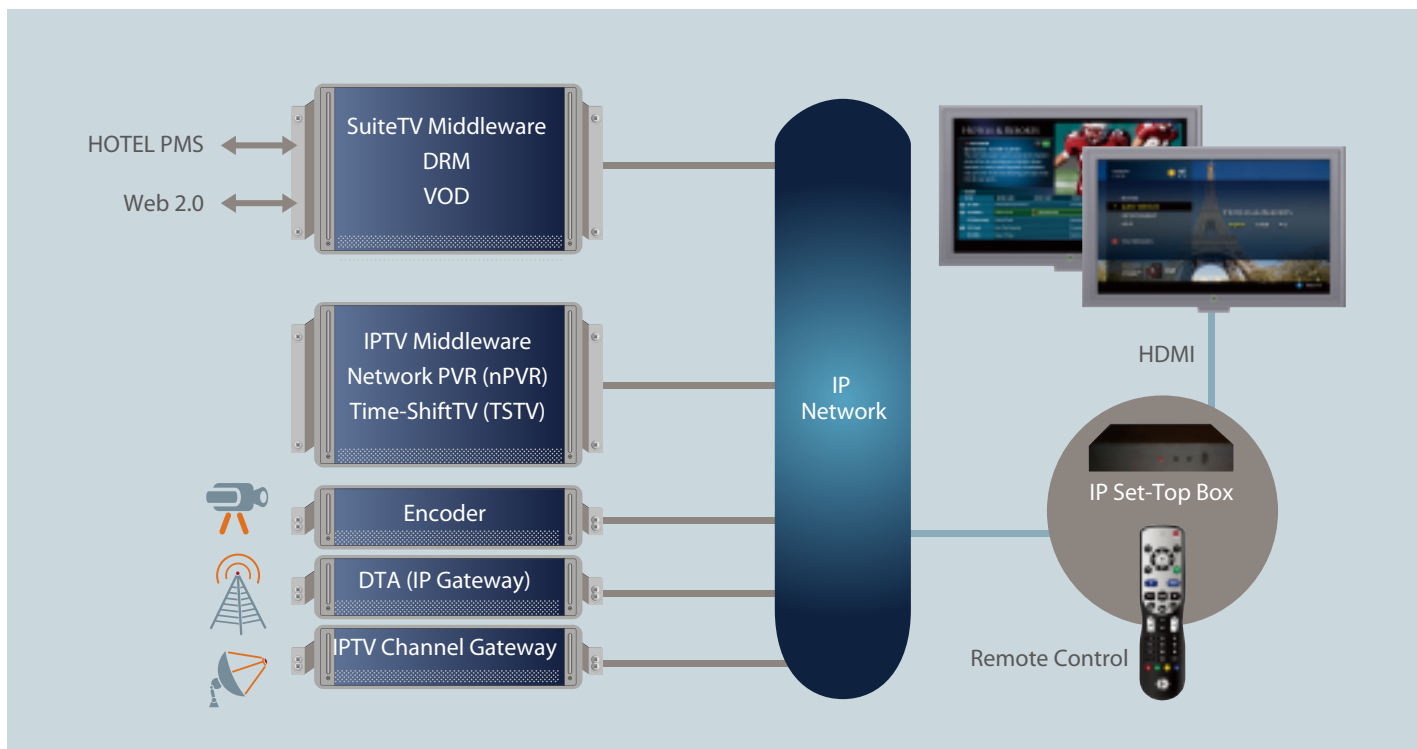 HOTEL PMS
Web 2.0
SuiteTV Middleware
DRM
VOD
IPTV Middleware
Network PVR (nPVR)
Time-ShiftTV (TSTV)
Encoder
DTA (IP Gateway)
IPTV Channel Gateway
IP
Network
HDMI
IP Set-Top Box
Remote Control